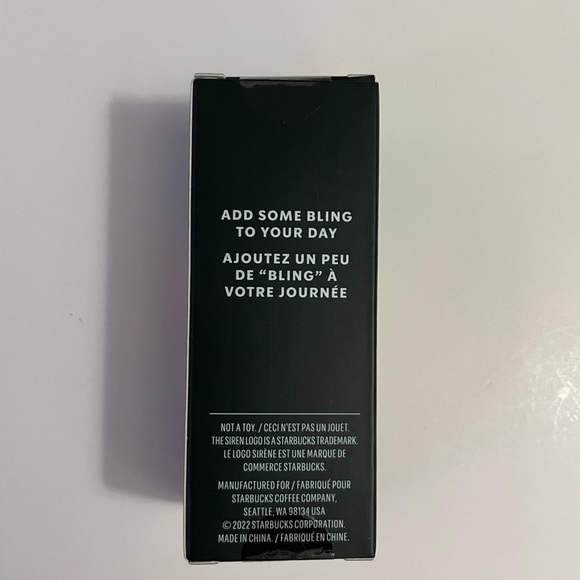 ADD SOME BLING
TO YOUR DAY
AJOUTEZ UN PEU
DE “BLING” À
VOTRE JOURNÉE
NOT A TOY. / CECI N'EST PAS UN JOUET.
THE SIREN LOGO IS A STARBUCKS TRADEMARK.
LE LOGO SIRÈNE EST UNE MARQUE DE
COMMERCE STARBUCKS.
MANUFACTURED FOR / FABRIQUÉ POUR
STARBUCKS COFFEE COMPANY,
SEATTLE, WA 98134 USA
© 2022 STARBUCKS CORPORATION.
MADE IN CHINA. / FABRIQUÉ EN CHINE.